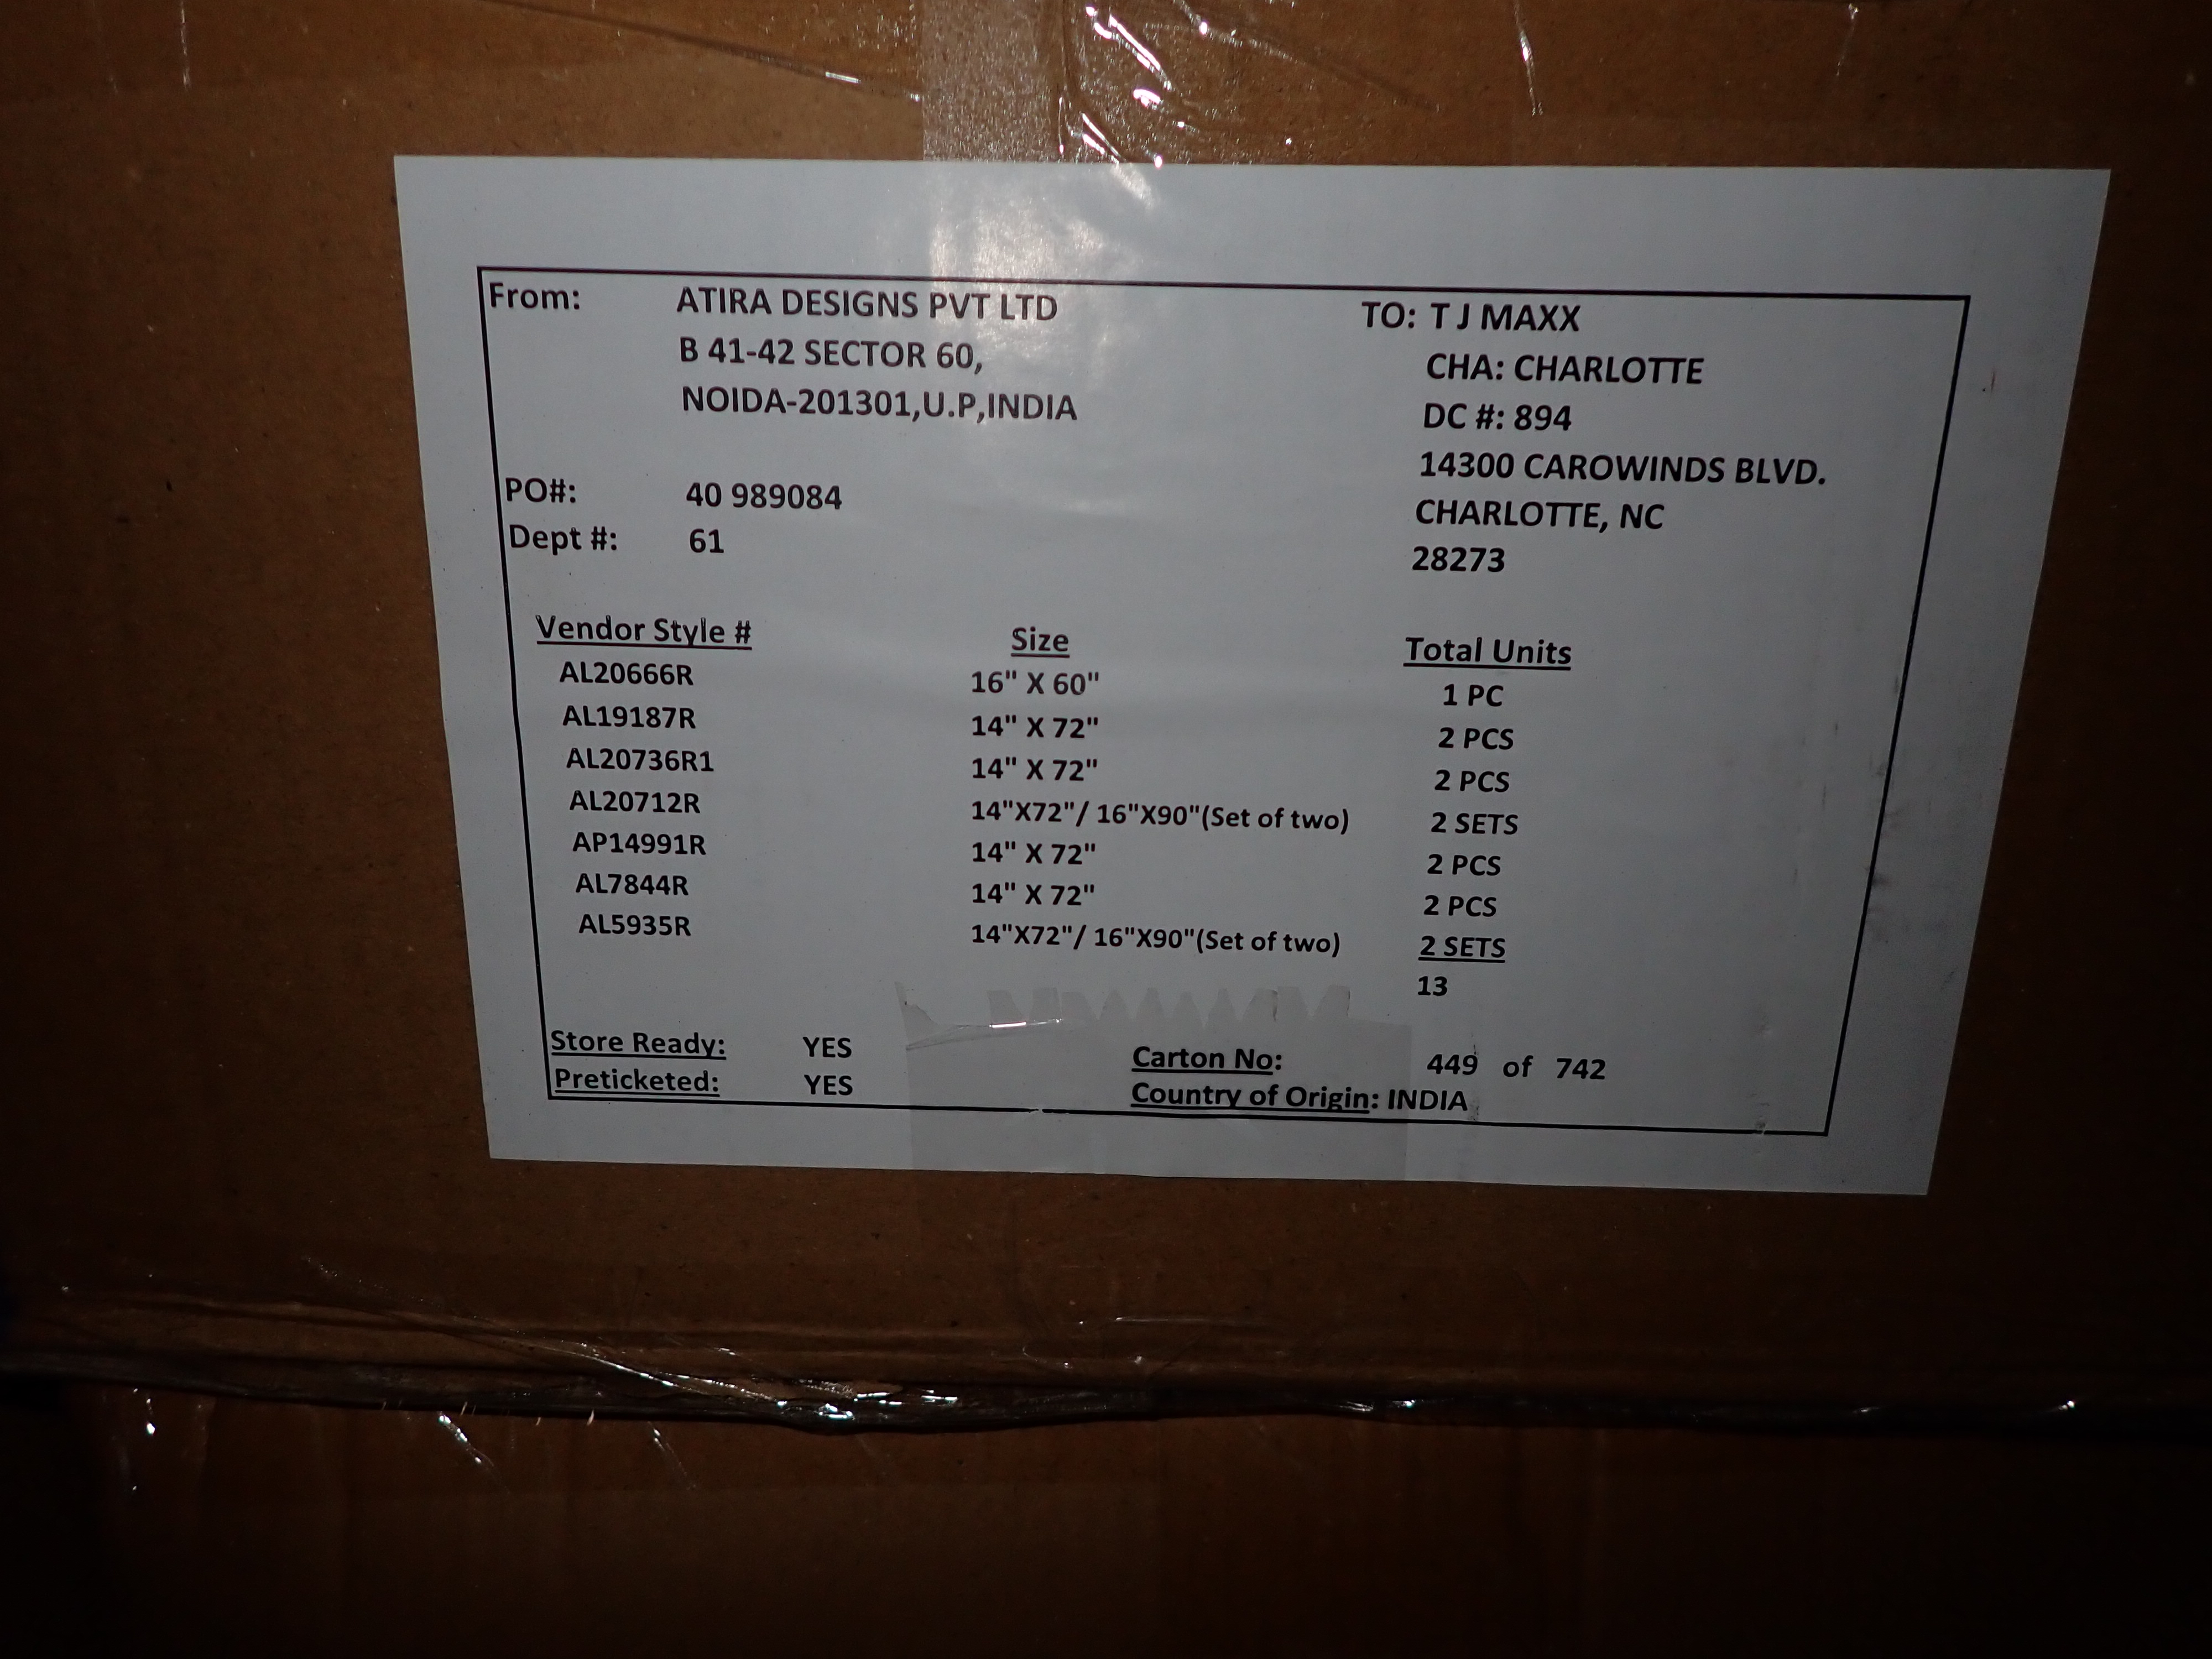 From: ATIRA DESIGNS PVT LTD
B 41-42 SECTOR 60,
NOIDA-201301,U.P,INDIA
TO: T J MAXX
CHA: CHARLOTTE
DC #: 894
14300 CAROWINDS BLVD.
CHARLOTTE, NC
28273
PO#: 40 989084
Dept #: 61
Vendor Style # Size Total Units
AL20666R 16" X 60" 1 PC
AL19187R 14" X 72" 2 PCS
AL20736R1 14" X 72" 2 PCS
AL20712R 14"X72"/ 16"X90"(Set of two) 2 SETS
AP14991R 14" X 72" 2 PCS
AL7844R 14" X 72" 2 PCS
AL5935R 14"X72"/ 16"X90"(Set of two) 2 SETS
13
Store Ready: YES
Preticketed: YES
Carton No: 449 of 742
Country of Origin: INDIA